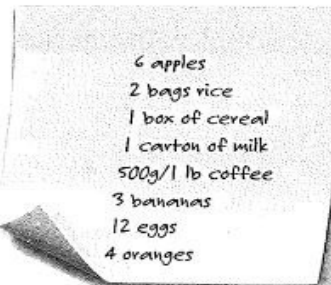 6 apples
2 bags rice
1 box of cereal
1 carton of milk
500g/1 lb coffee
3 bananas
12 eggs
4 oranges